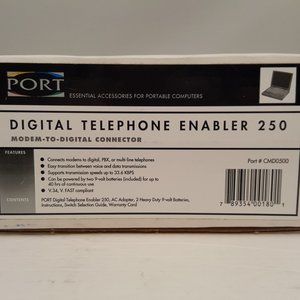 PORT
ESSENTIAL ACCESSORIES FOR PORTABLE COMPUTERS
DIGITAL TELEPHONE ENABLER 250
MODEM-TO-DIGITAL CONNECTOR
FEATURES
• Connects modems to digital, PBX, or multi-line telephones
• Easy transition between voice and data transmissions
• Supports transmission speeds up to 33.6 KBPS
• Can be powered by two 9-volt batteries (included) for up to
40 hrs of continuous use
• V.34, V. FAST compliant
Part # CMD0500
CONTENTS
PORT Digital Telephone Enabler 250, AC Adapter, 2 Heavy Duty 9-volt Batteries,
Instructions, Switch Selection Guide, Warranty Card
7 89354 00180 1